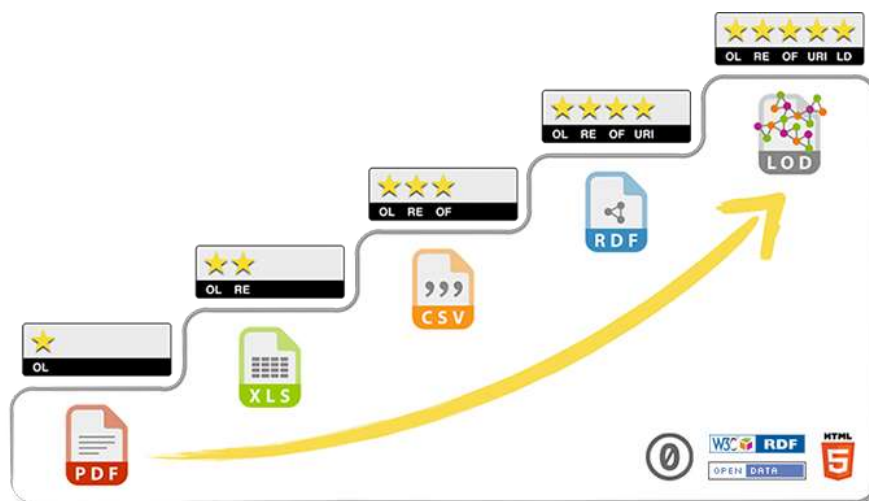 OL RE OF URI LD
OL RE OF URI
LOD
OL RE OF
RDF
OL RE
,,,
CSV
OL
XLS
PDF
0
W3C RDF
OPEN DATA
HTML
5